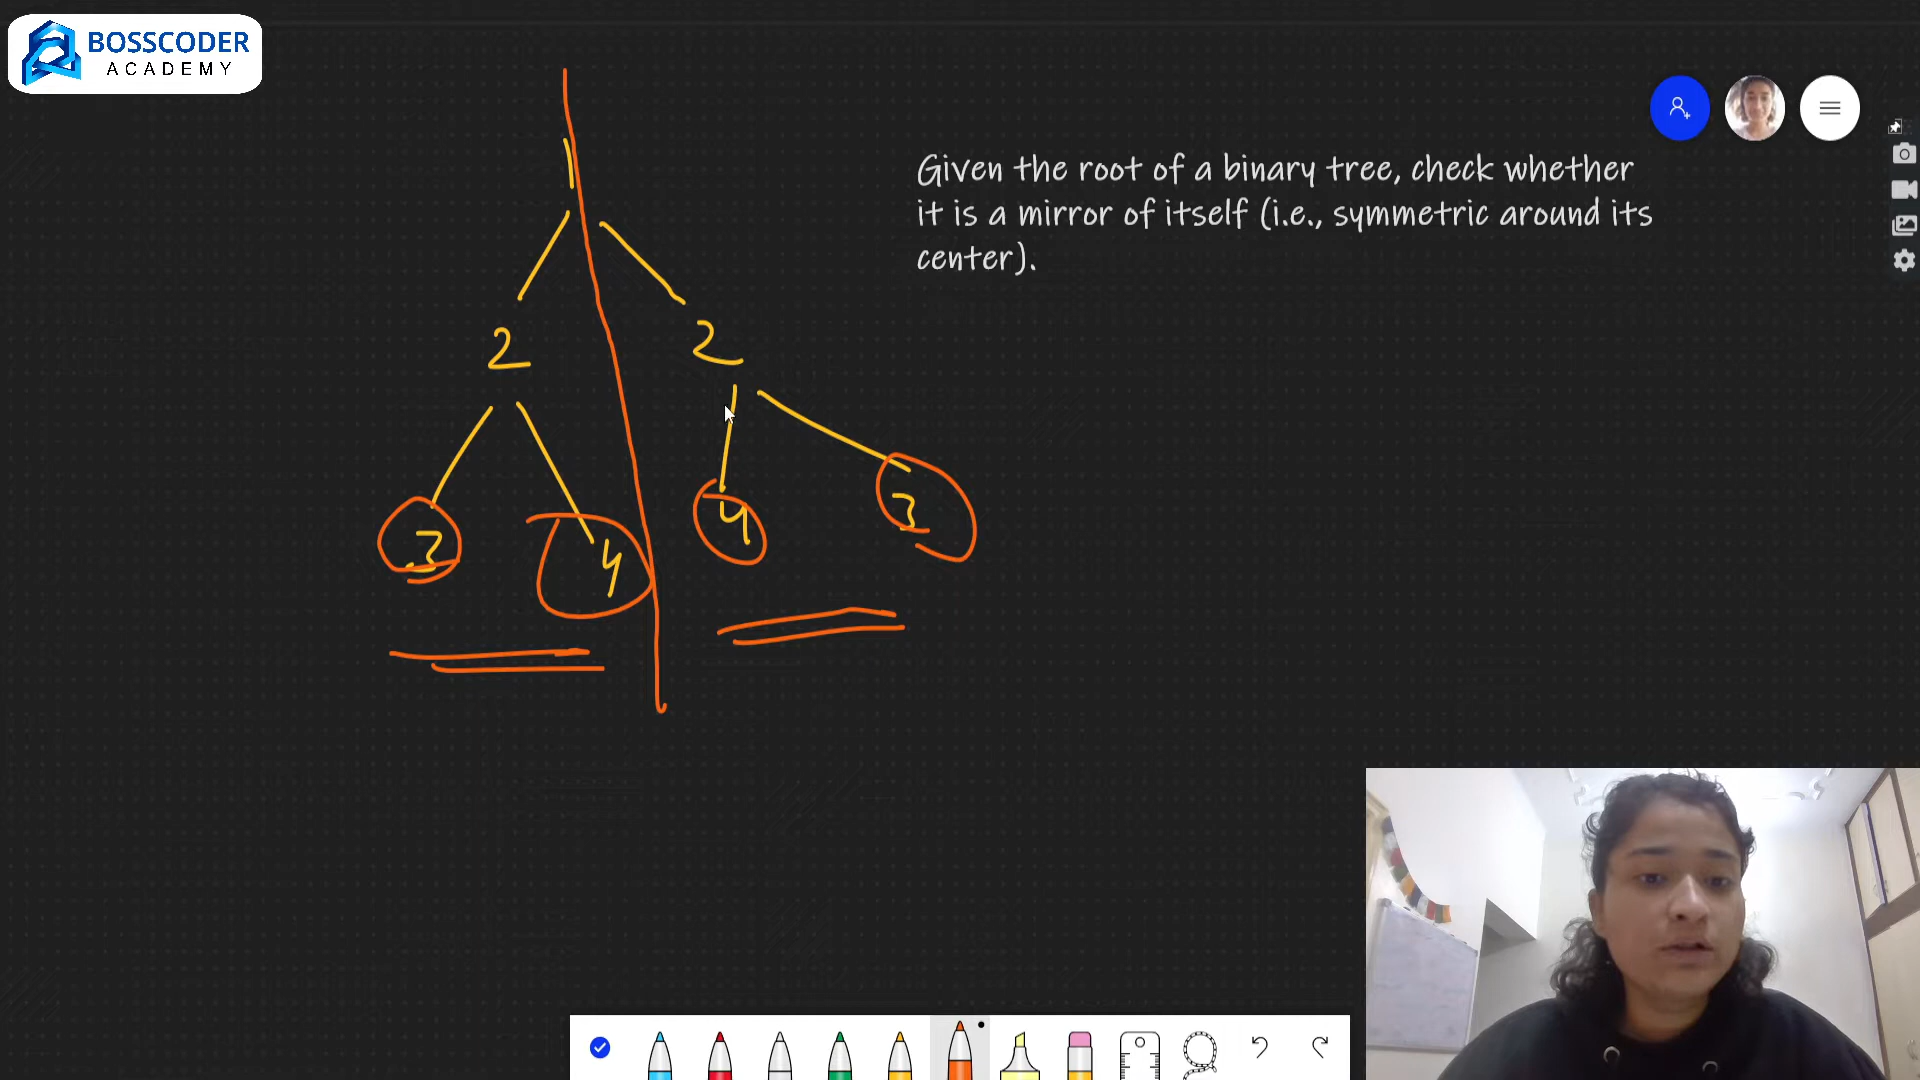 BOSSCODER
ACADEMY
Given the root of a binary tree, check whether
it is a mirror of itself (i.e., symmetric around its
center).
1
2 2
3 4 4 3